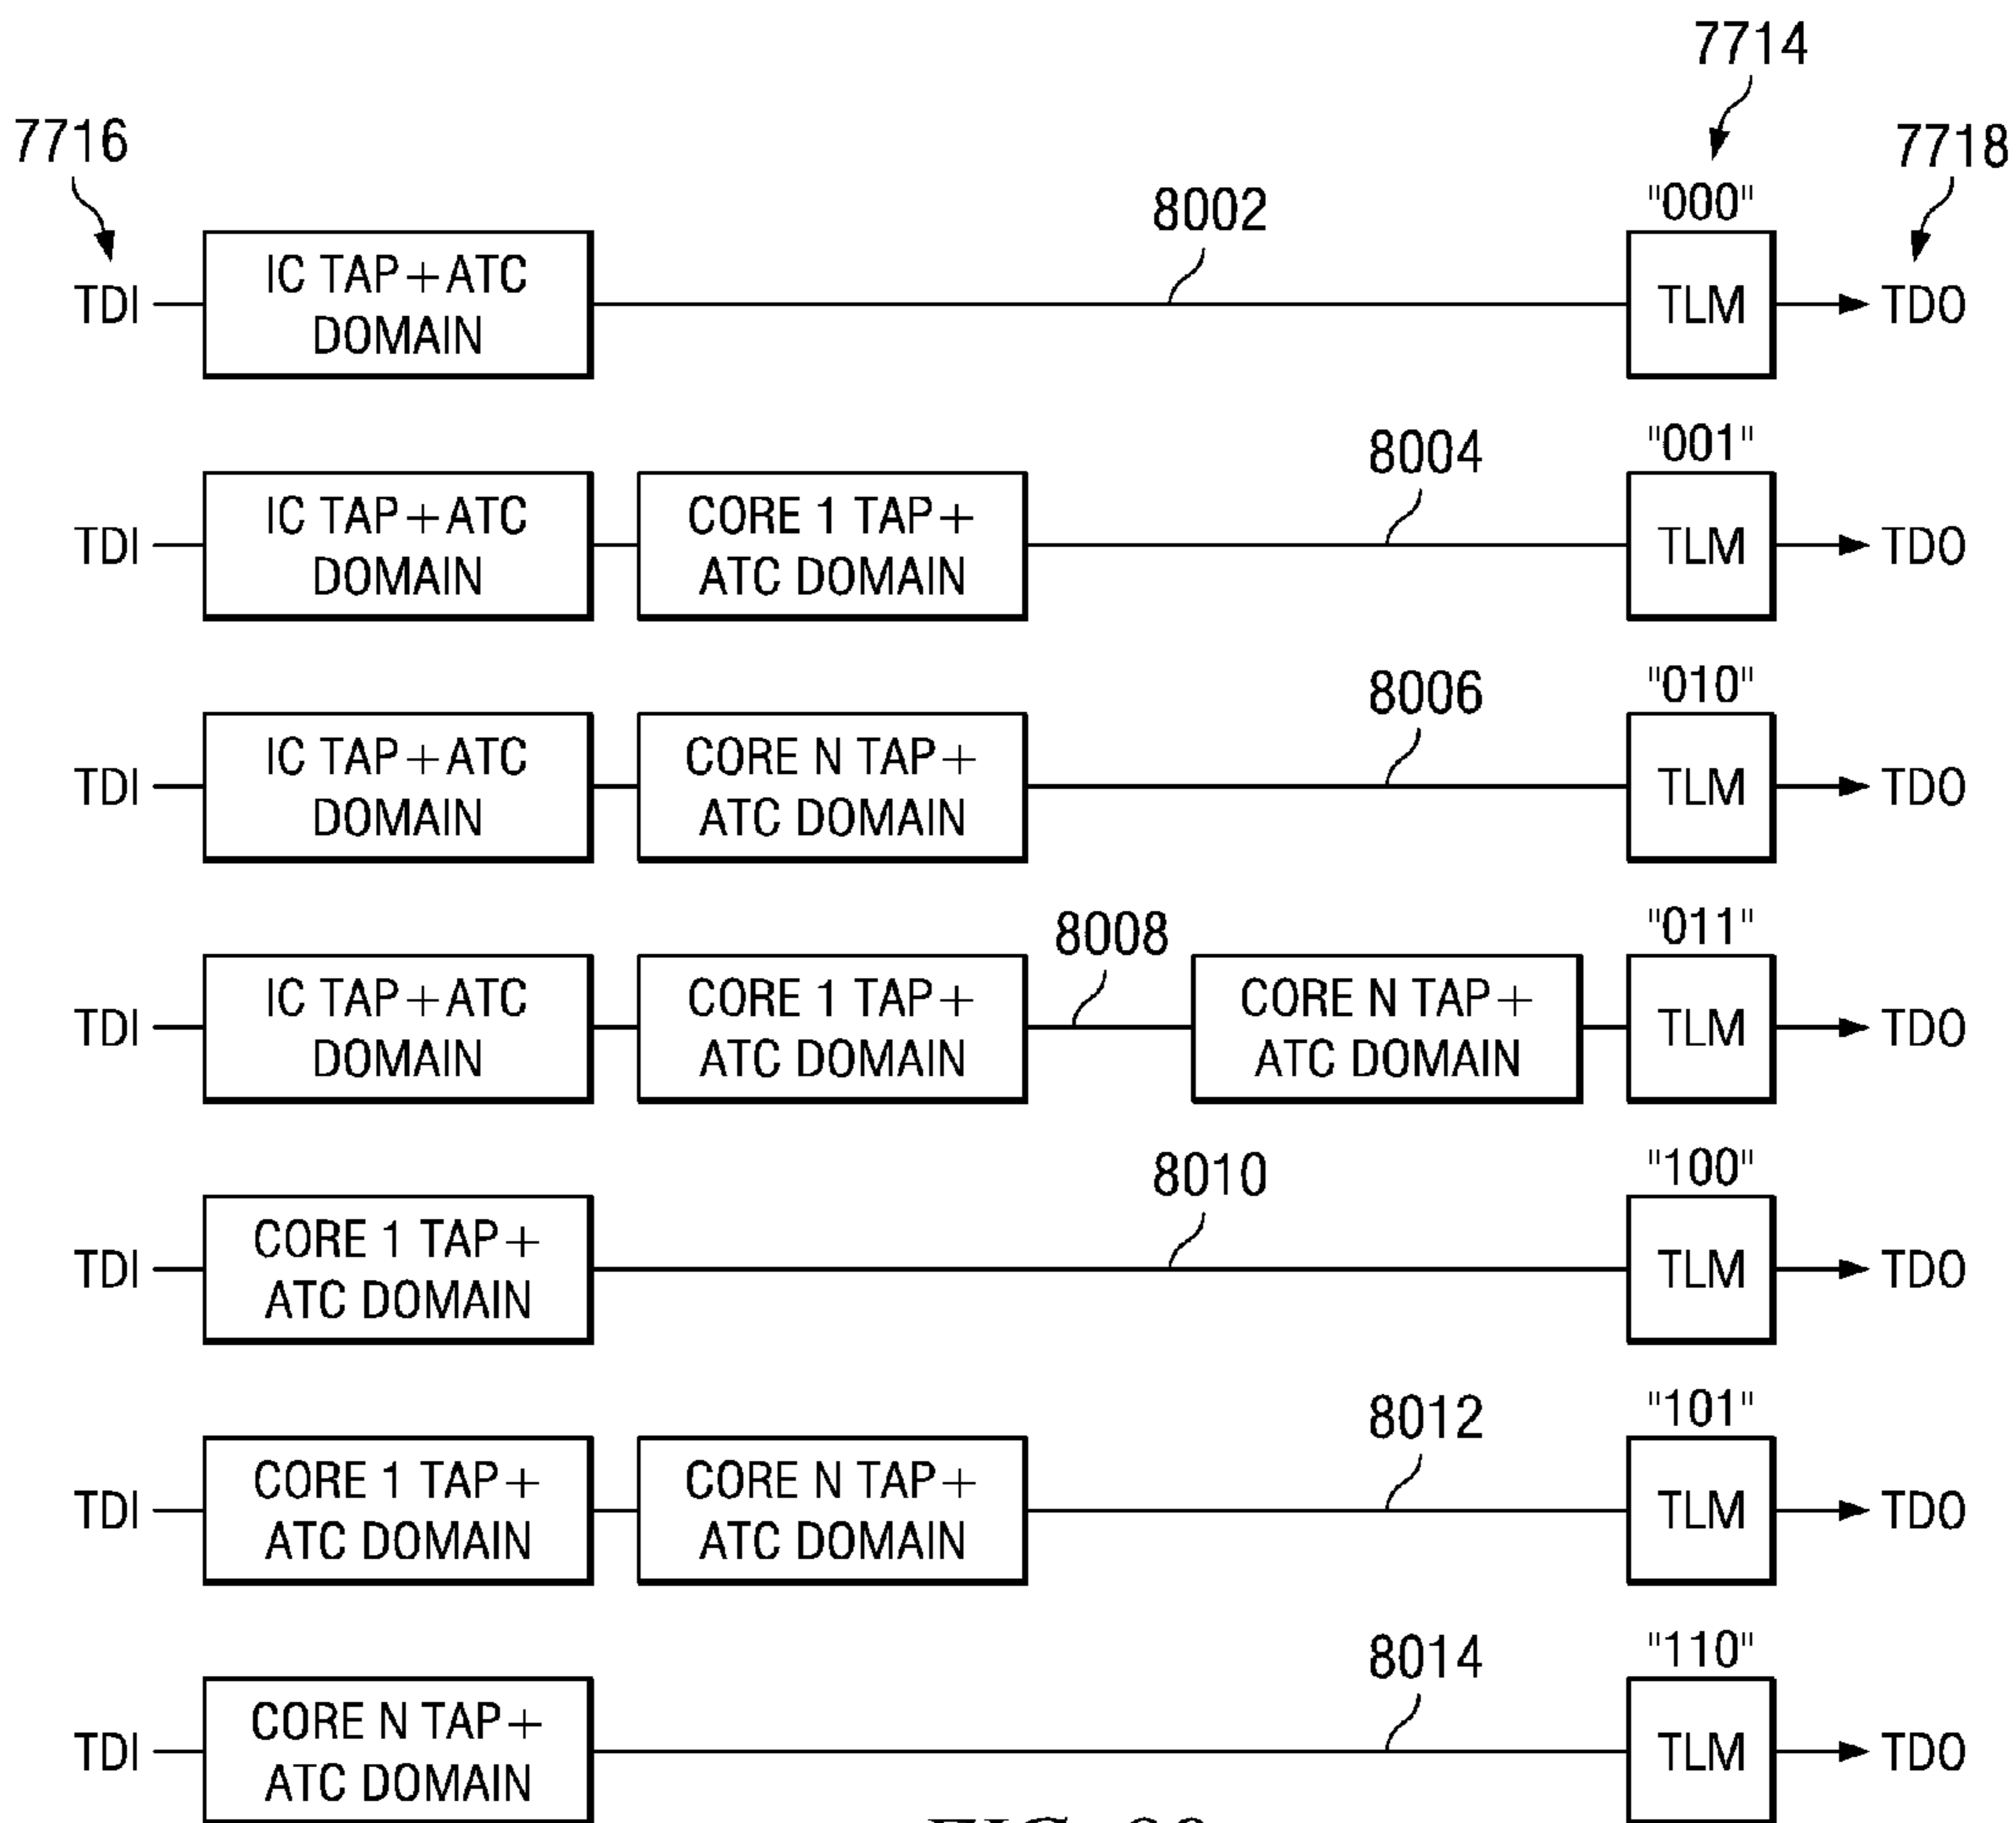 7714
7716
7718
8002
"000"
TDI
IC TAP+ATC
DOMAIN
TLM
TDO
8004
"001"
TDI
IC TAP+ATC
DOMAIN
CORE 1 TAP+
ATC DOMAIN
TLM
TDO
8006
"010"
TDI
IC TAP+ATC
DOMAIN
CORE N TAP+
ATC DOMAIN
TLM
TDO
8008
"011"
TDI
IC TAP+ATC
DOMAIN
CORE 1 TAP+
ATC DOMAIN
CORE N TAP+
ATC DOMAIN
TLM
TDO
8010
"100"
TDI
CORE 1 TAP+
ATC DOMAIN
TLM
TDO
8012
"101"
TDI
CORE 1 TAP+
ATC DOMAIN
CORE N TAP+
ATC DOMAIN
TLM
TDO
8014
"110"
TDI
CORE N TAP+
ATC DOMAIN
TLM
TDO